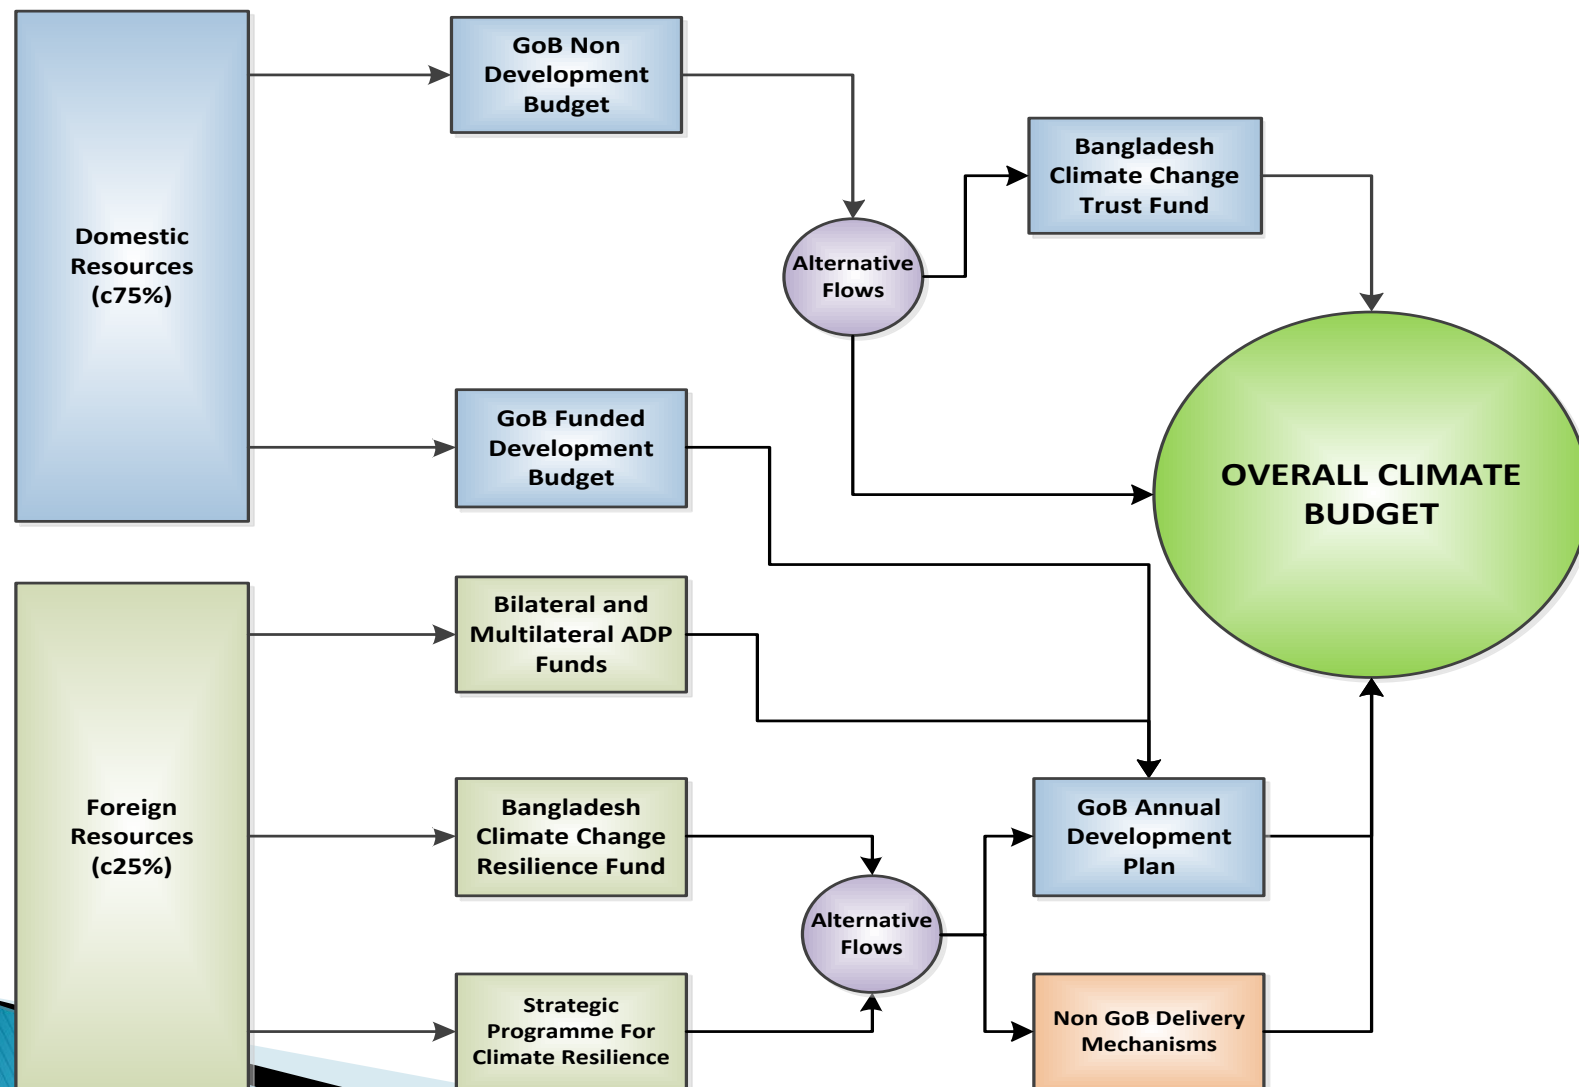 GoB Non
Development
Budget
Bangladesh
Climate Change
Trust Fund
Domestic
Resources
(c75%)
Alternative
Flows
GoB Funded
Development
Budget
OVERALL CLIMATE
BUDGET
Bilateral and
Multilateral ADP
Funds
Foreign
Resources
(c25%)
Bangladesh
Climate Change
Resilience Fund
GoB Annual
Development
Plan
Alternative
Flows
Strategic
Programme For
Climate Resilience
Non GoB Delivery
Mechanisms